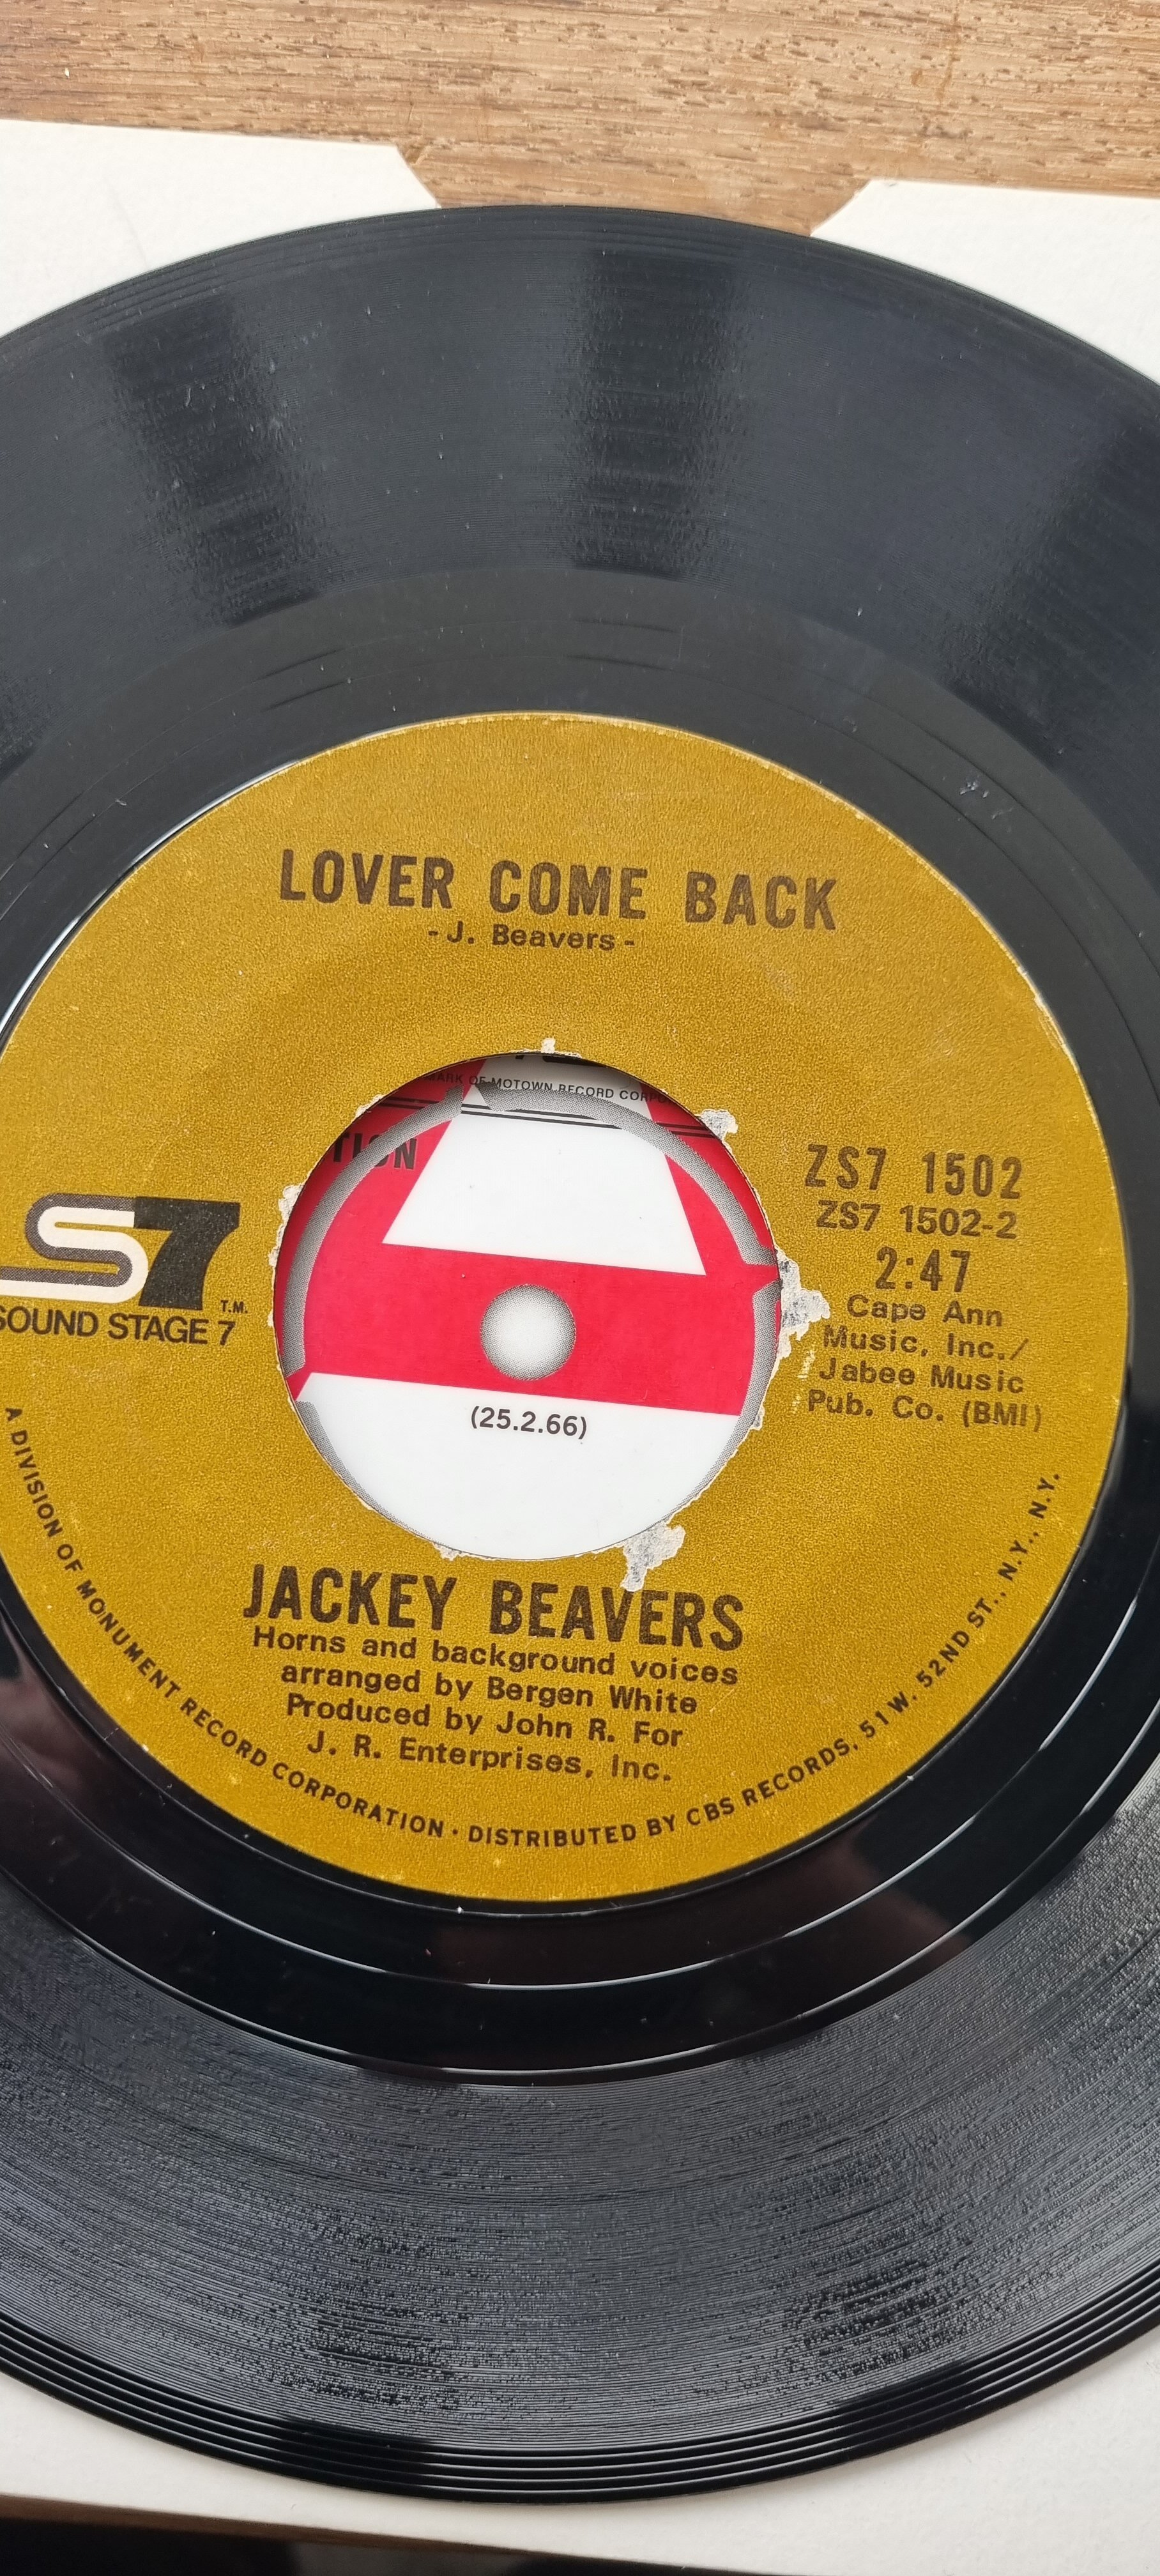 LOVER COME BACK
- J. Beavers -
MARK OF MOTOWN RECORD
TION
ZS7 1502
ZS7 1502-2
2:47
Cape Ann
Music, Inc./
Jabee Music
Pub. Co. (BMI)
S7
T.M.
SOUND STAGE 7
(25.2.66)
JACKEY BEAVERS
Horns and background voices
arranged by Bergen White
Produced by John R. For
J. R. Enterprises, Inc.
A DIVISION OF MONUMENT RECORD CORPORATION · DISTRIBUTED BY CBS RECORDS, 51 W. 52ND ST., N.Y., N.Y.